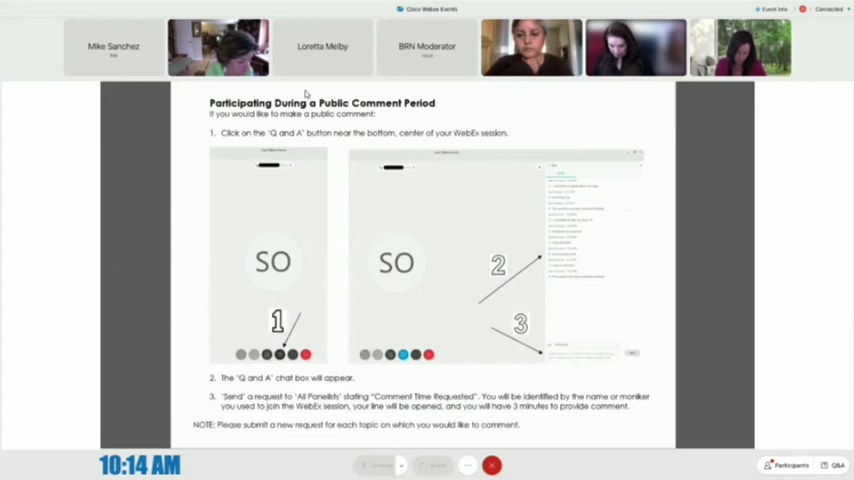 Cisco Webex Events
Event Info
Connected
Mike Sanchez
Me
Loretta Melby
BRN Moderator
Host
Participating During a Public Comment Period
If you would like to make a public comment:
1. Click on the 'Q and A' button near the bottom, center of your WebEx session.
SO
SO
1
2
3
2. The 'Q and A' chat box will appear.
3. 'Send' a request to 'All Panelists' stating "Comment Time Requested". You will be identified by the name or moniker
you used to join the WebEx session, your line will be opened, and you will have 3 minutes to provide comment.
NOTE: Please submit a new request for each topic on which you would like to comment.
10:14 AM
Unmute
Share
Participants
Q&A